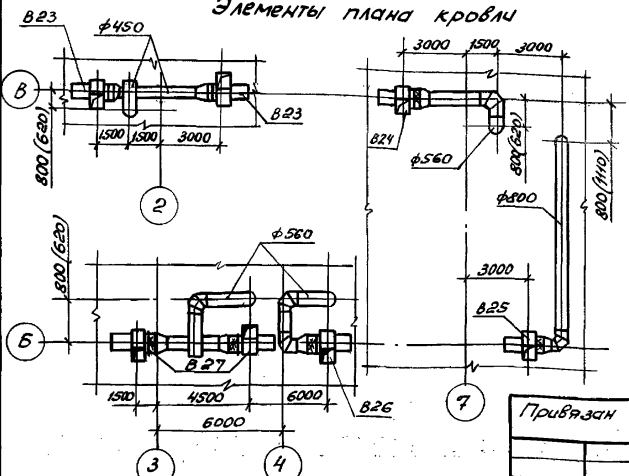 Элементы плана кровли
В23
ф450
В
В23
1500
1500
3000
800(620)
2
3000
1500
3000
В24
ф560
800(620)
ф800
800(1110)
3000
В25
7
ф560
800(620)
Б
В27
В26
1500
4500
6000
6000
3
4
Привязан